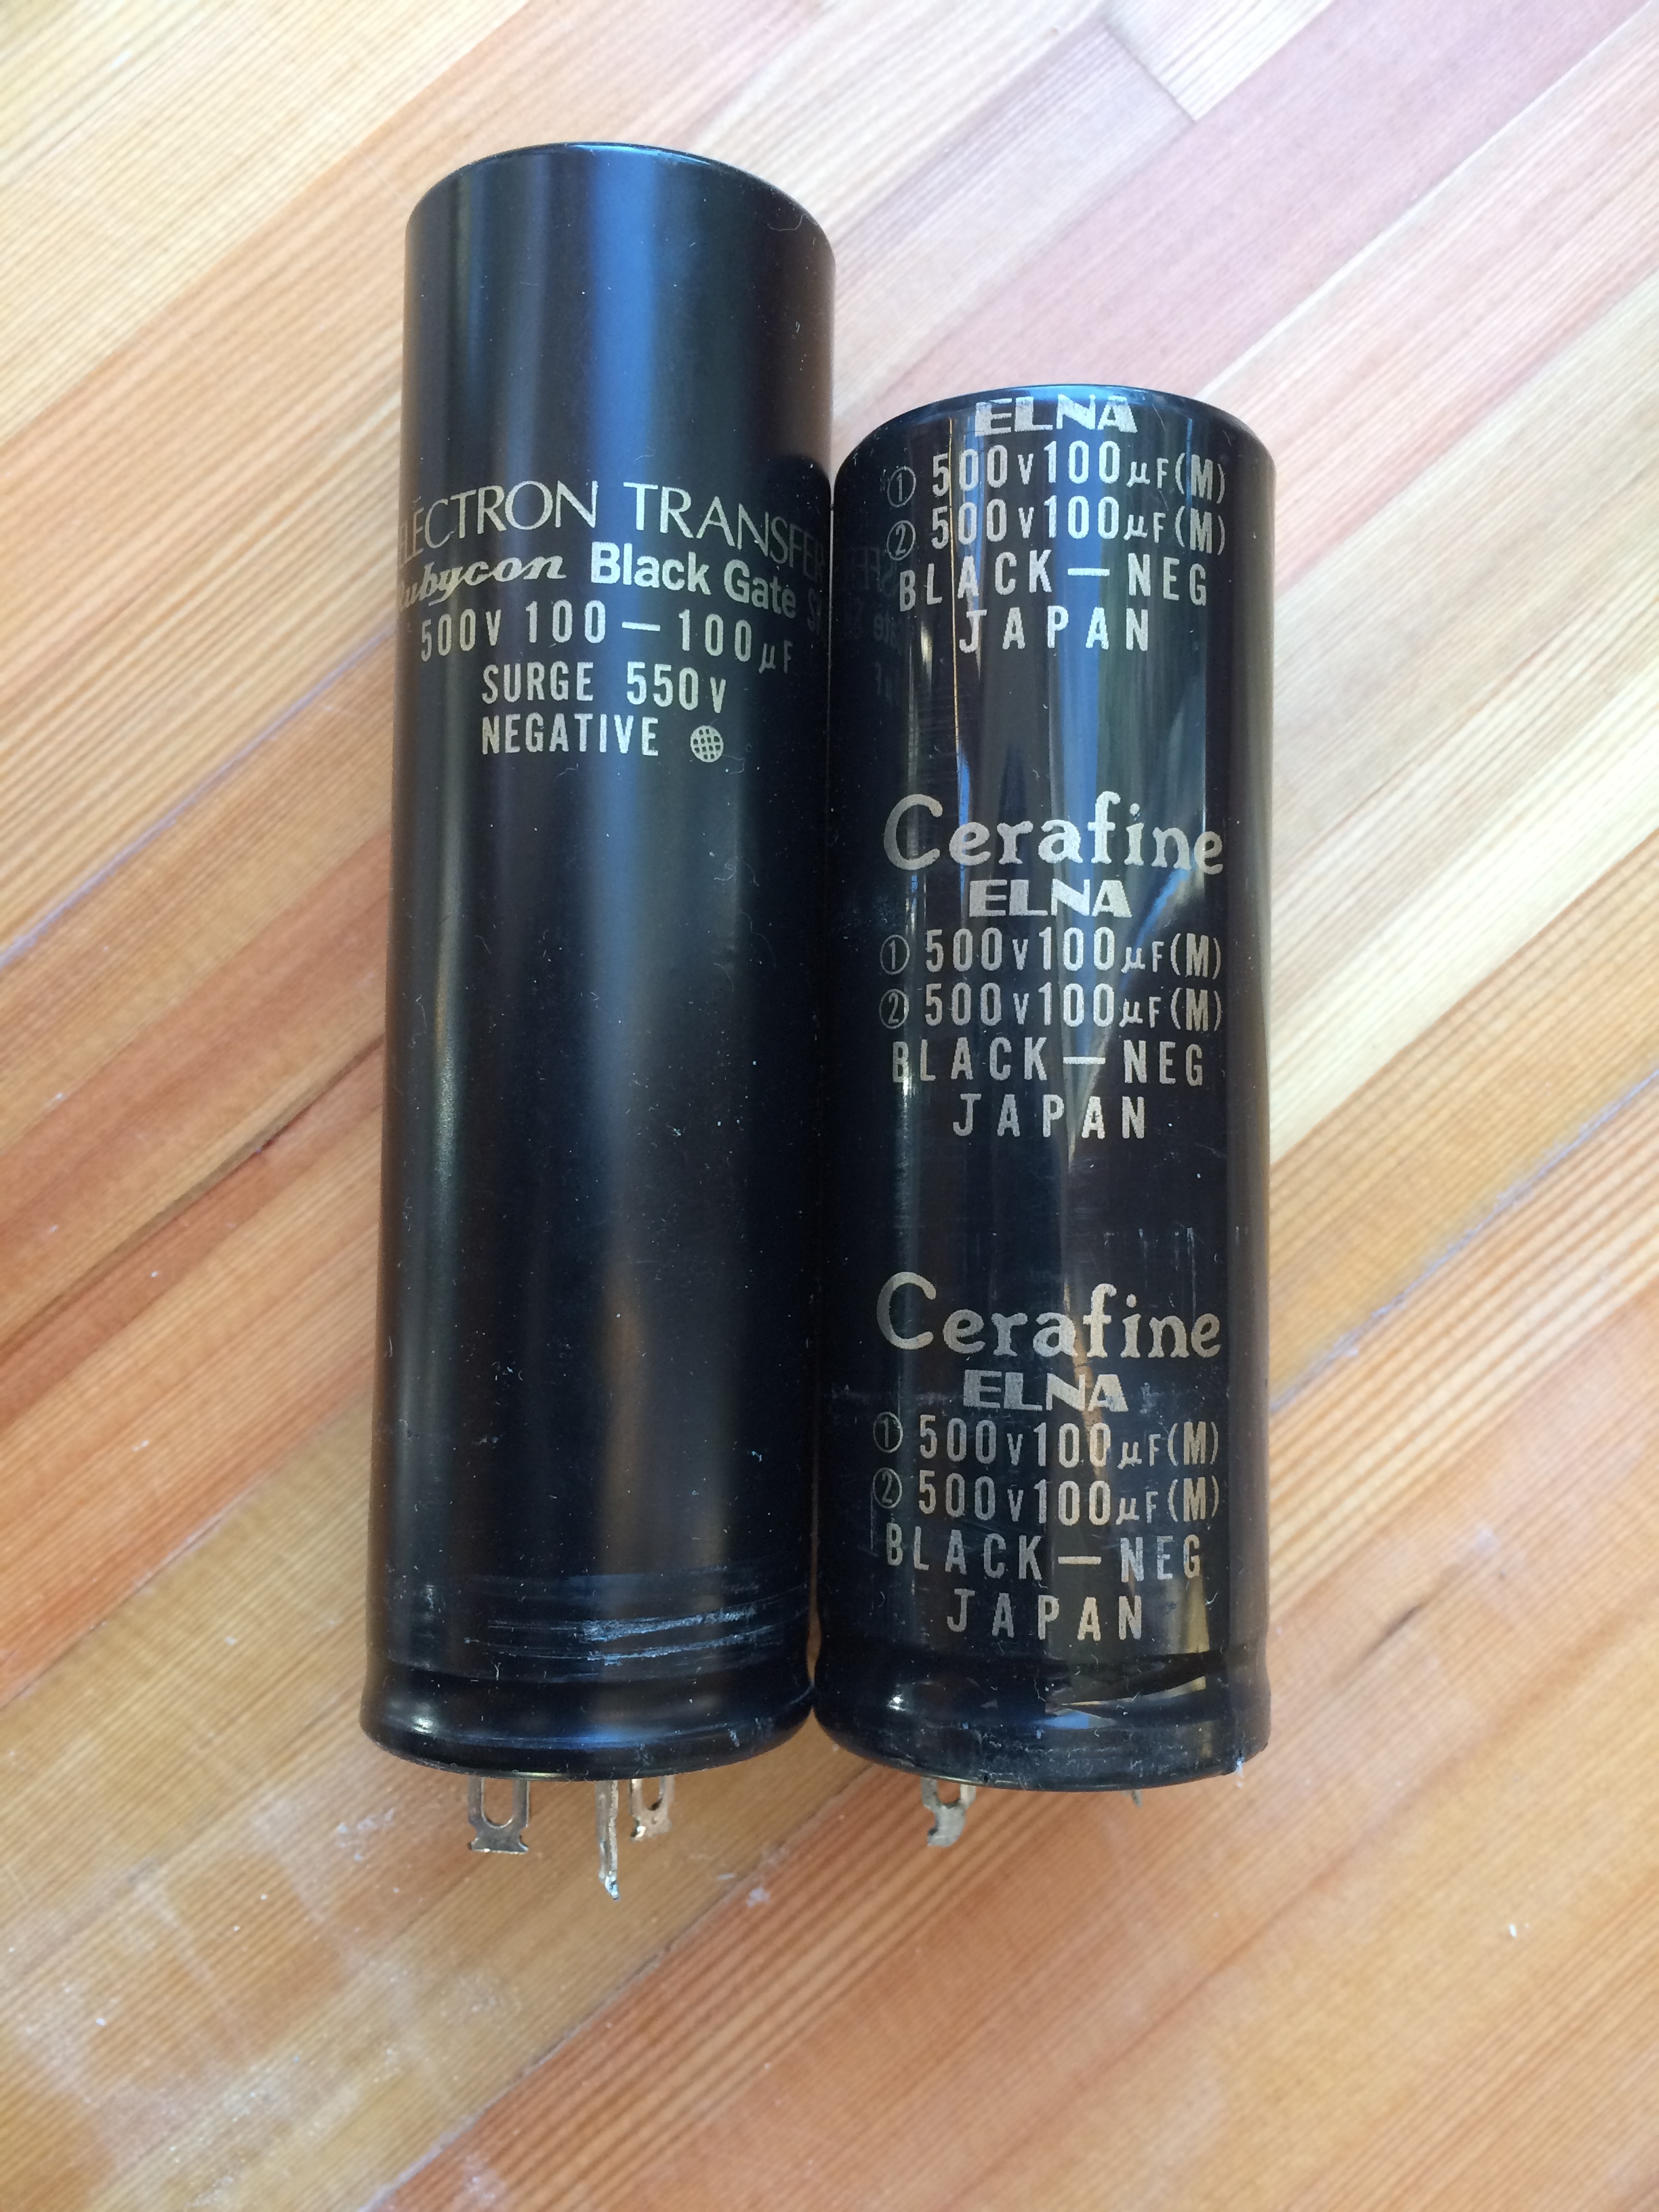 ELECTRON TRANSFER
Rubycon Black Gate
500V 100—100µF
SURGE 550V
NEGATIVE
ELNA
① 500V100µF(M)
② 500V100µF(M)
BLACK—NEG
JAPAN
Cerafine
ELNA
① 500V100µF(M)
② 500V100µF(M)
BLACK—NEG
JAPAN
Cerafine
ELNA
① 500V100µF(M)
② 500V100µF(M)
BLACK—NEG
JAPAN